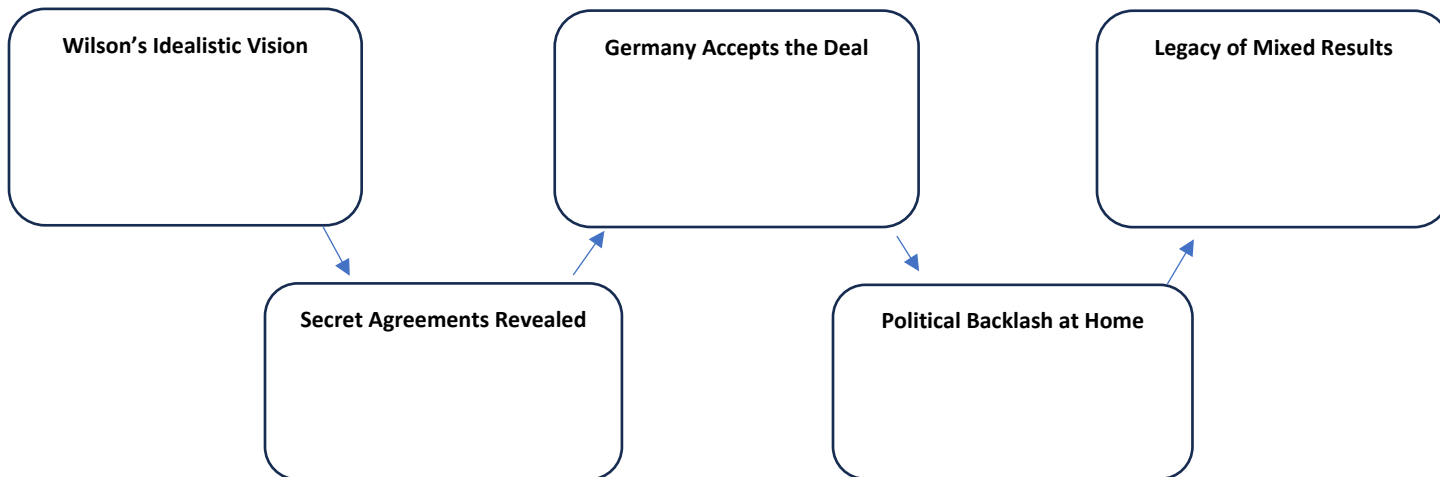 Wilson’s Idealistic Vision
Secret Agreements Revealed
Germany Accepts the Deal
Political Backlash at Home
Legacy of Mixed Results